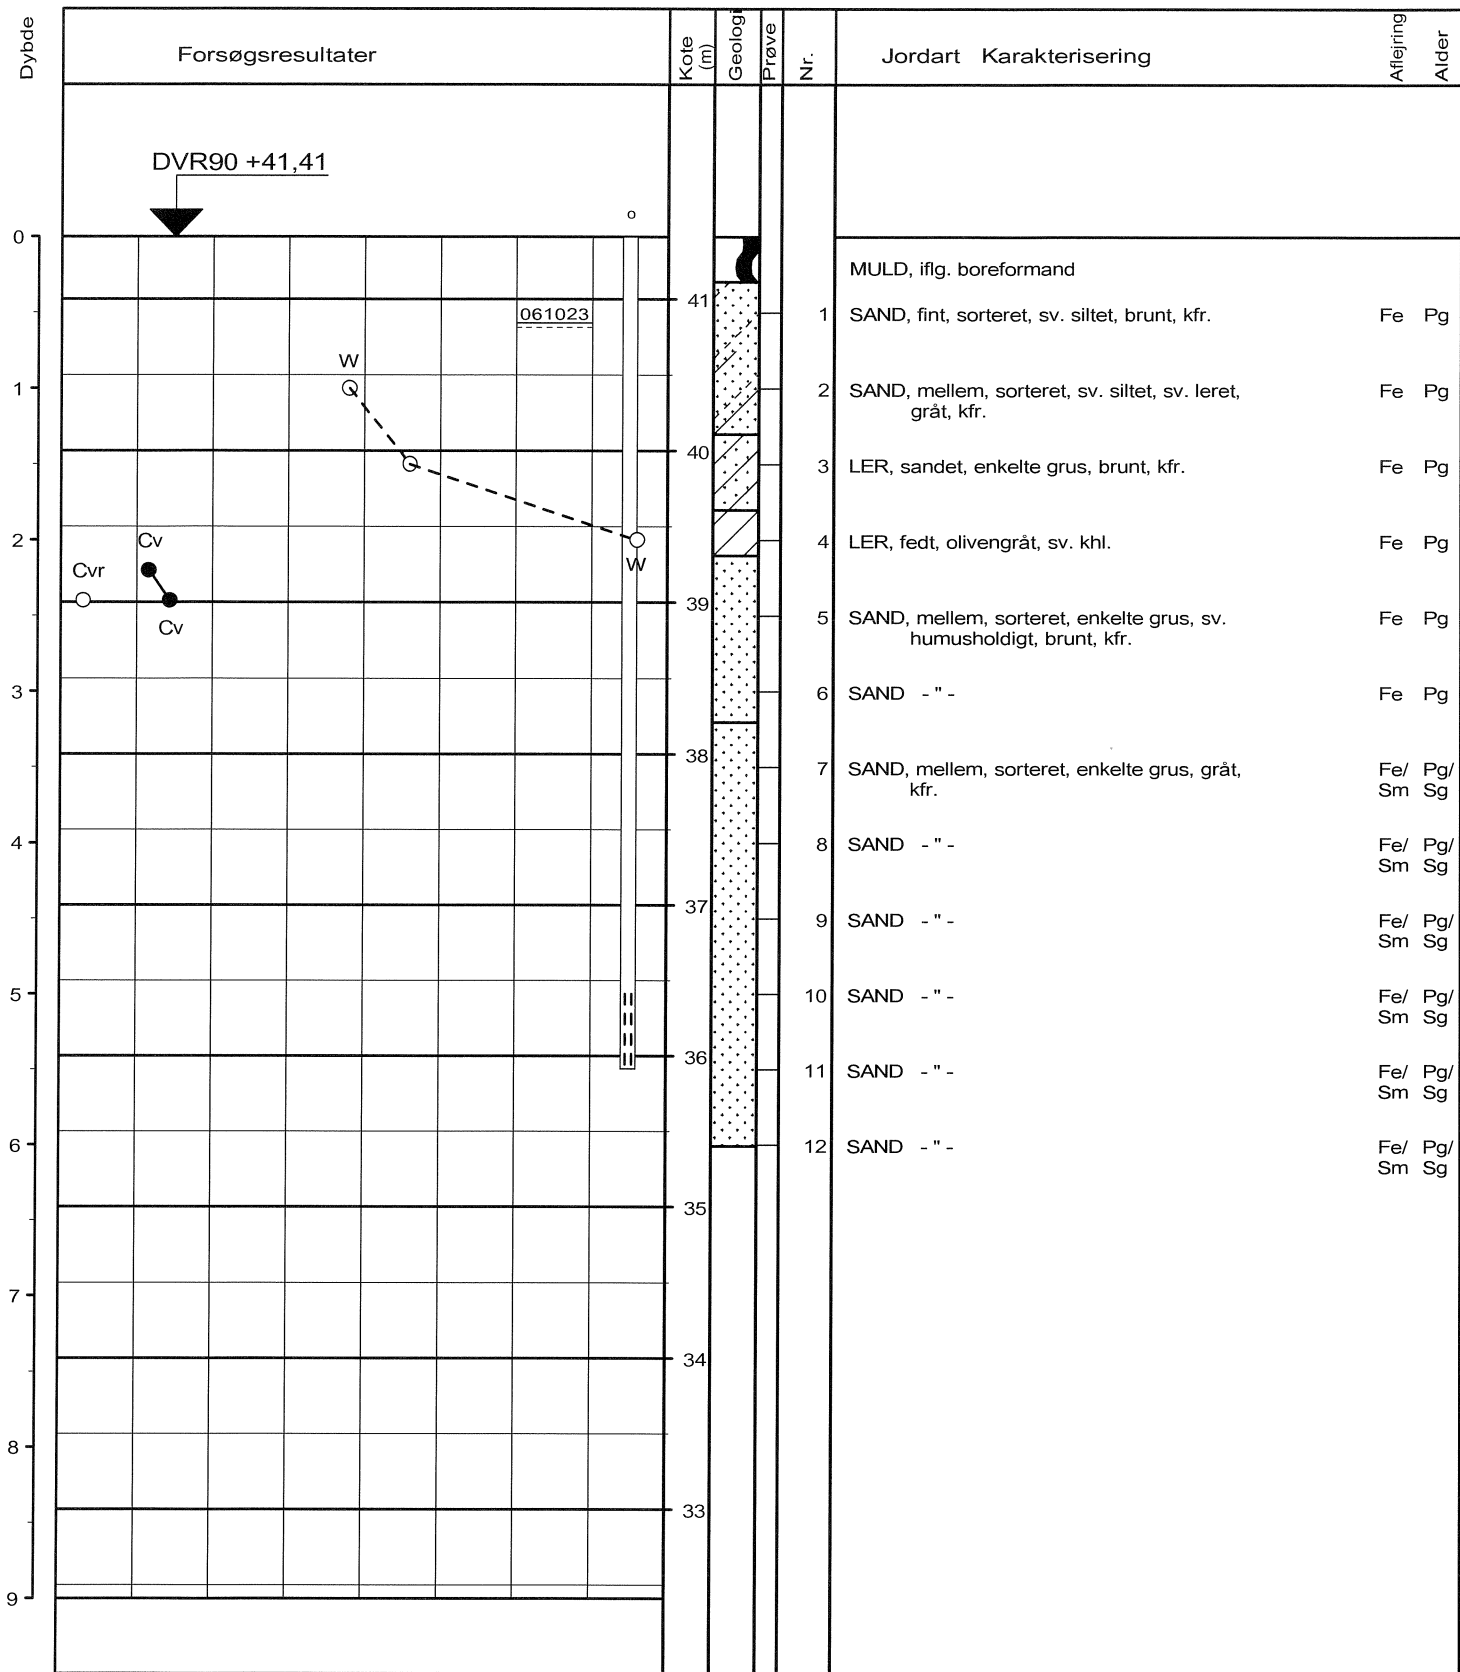 Dybde
Forsøgsresultater
Kote
(m)
Geologi
Prøve
Nr.
Jordart Karakterisering
Aflejring
Alder
DVR90 +41,41
o
0
MULD, iflg. boreformand
41
061023
1 SAND, fint, sorteret, sv. siltet, brunt, kfr. Fe Pg
W
1
2 SAND, mellem, sorteret, sv. siltet, sv. leret, Fe Pg
gråt, kfr.
40
3 LER, sandet, enkelte grus, brunt, kfr. Fe Pg
2
Cv
W
4 LER, fedt, olivengråt, sv. khl. Fe Pg
Cvr
39
Cv
5 SAND, mellem, sorteret, enkelte grus, sv. Fe Pg
humusholdigt, brunt, kfr.
3
6 SAND - " - Fe Pg
38
7 SAND, mellem, sorteret, enkelte grus, gråt, Fe/ Pg/
kfr. Sm Sg
4
8 SAND - " - Fe/ Pg/
Sm Sg
37
9 SAND - " - Fe/ Pg/
Sm Sg
5
10 SAND - " - Fe/ Pg/
Sm Sg
36
11 SAND - " - Fe/ Pg/
Sm Sg
6
12 SAND - " - Fe/ Pg/
Sm Sg
35
7
34
8
33
9